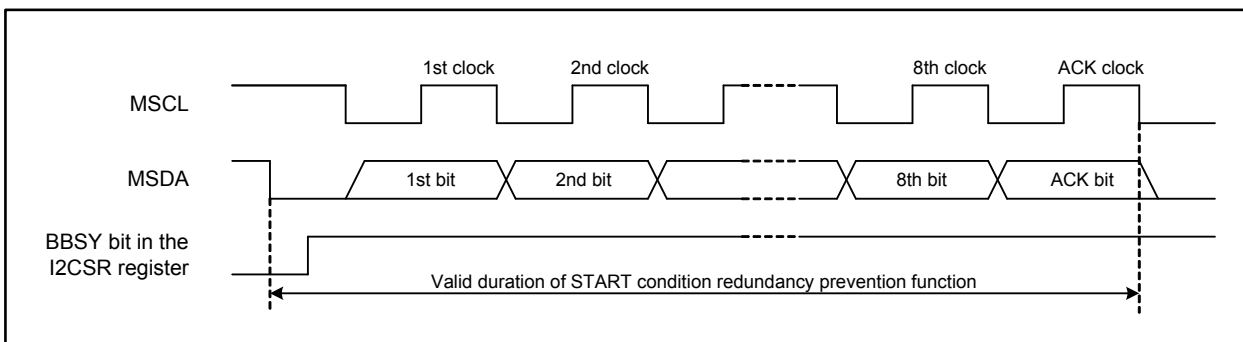 1st clock 2nd clock 8th clock ACK clock
MSCL
MSDA 1st bit 2nd bit 8th bit ACK bit
BBSY bit in the
I2CSR register
Valid duration of START condition redundancy prevention function